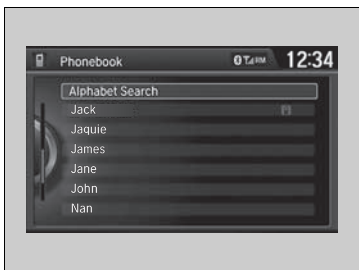 Phonebook 12:34
Alphabet Search
Jack
Jaquie
James
Jane
John
Nan